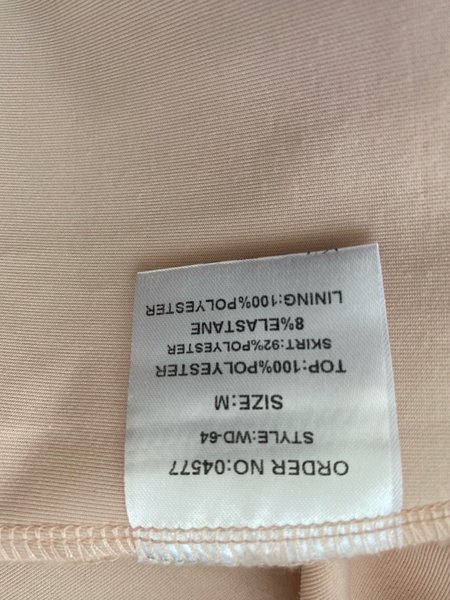 ORDER NO:04577
STYLE:WD-64
SIZE:M
TOP:100%POLYESTER
SKIRT:92%POLYESTER
8%ELASTANE
LINING:100%POLYESTER